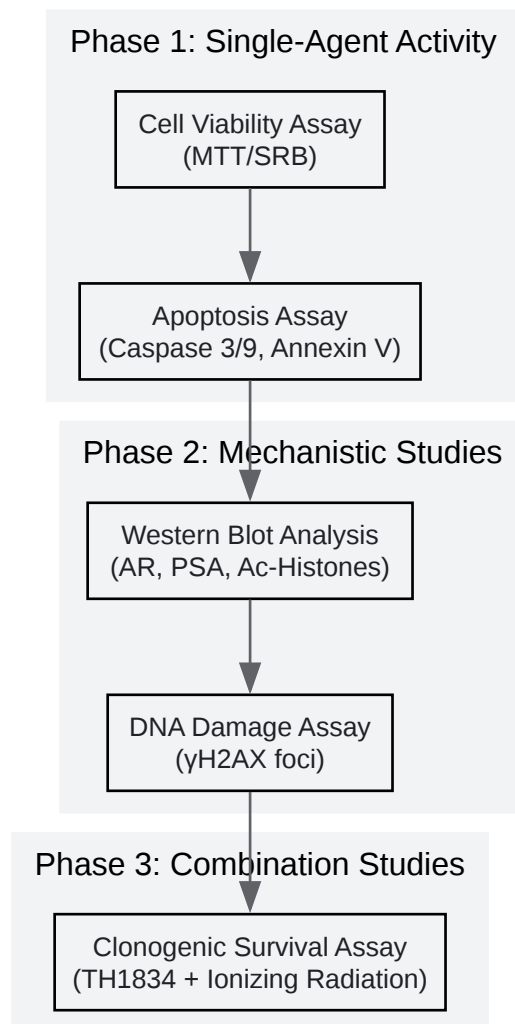 Phase 1: Single-Agent Activity
Cell Viability Assay
(MTT/SRB)
Apoptosis Assay
(Caspase 3/9, Annexin V)
Phase 2: Mechanistic Studies
Western Blot Analysis
(AR, PSA, Ac-Histones)
DNA Damage Assay
(γH2AX foci)
Phase 3: Combination Studies
Clonogenic Survival Assay
(TH1834 + Ionizing Radiation)